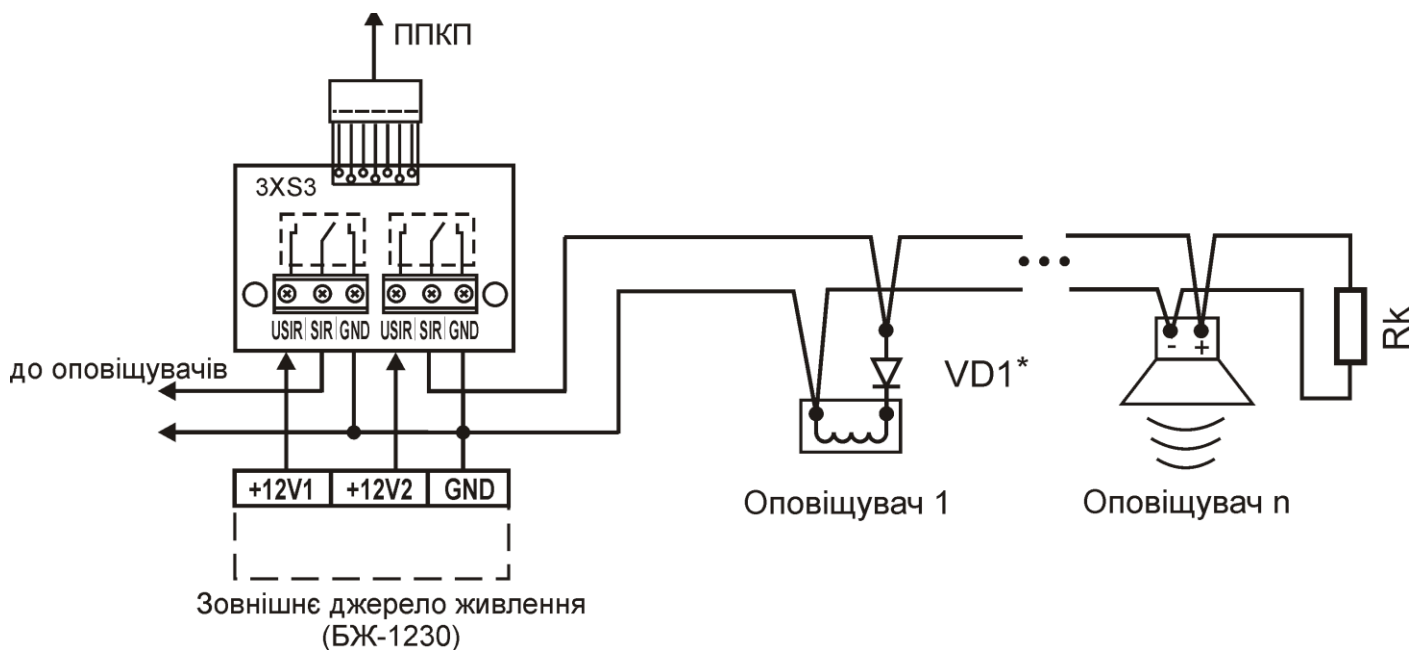 ППКП
3XS3
USIR SIR GND USIR SIR GND
до оповіщувачів
VD1*
- +
Rk
+12V1 +12V2 GND
Оповіщувач 1
Оповіщувач n
Зовнішнє джерело живлення
(БЖ-1230)